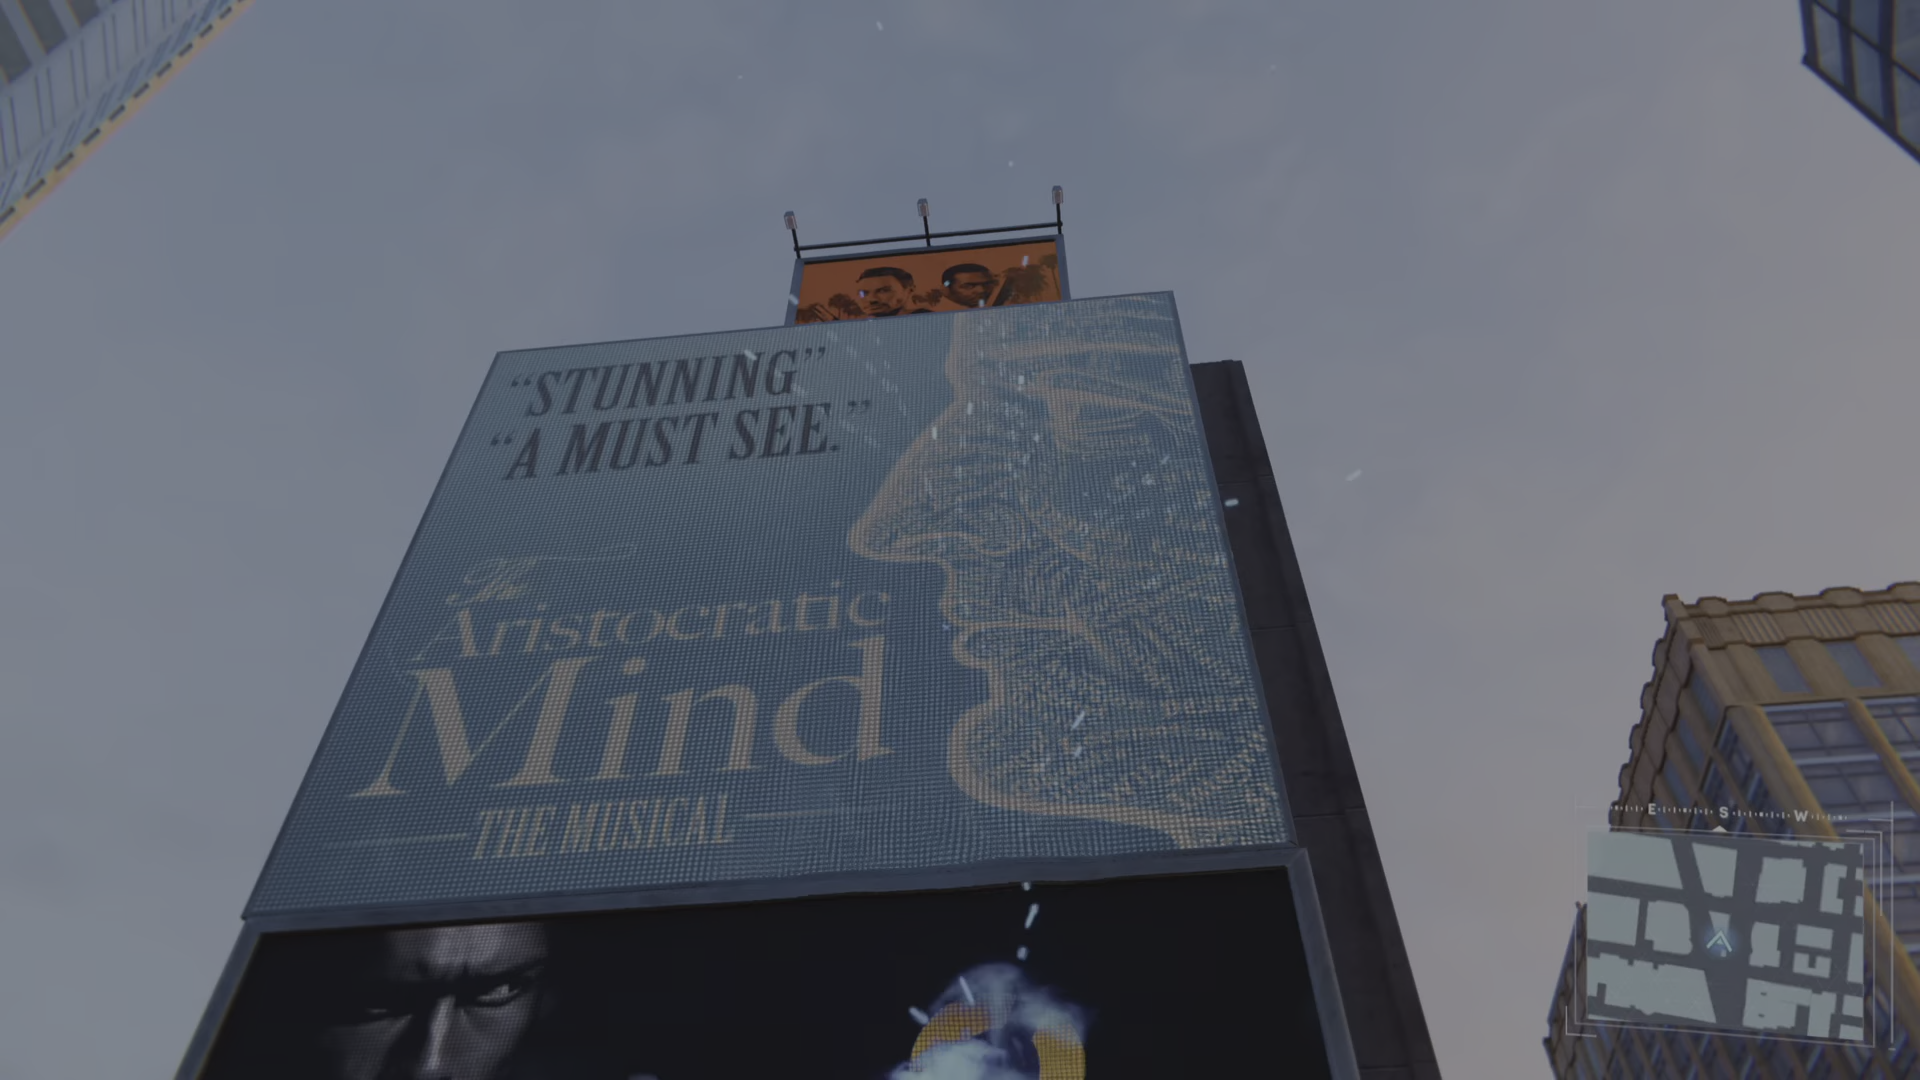 “STUNNING”
“A MUST SEE.”
The
Aristocratic
Mind
THE MUSICAL
E S W